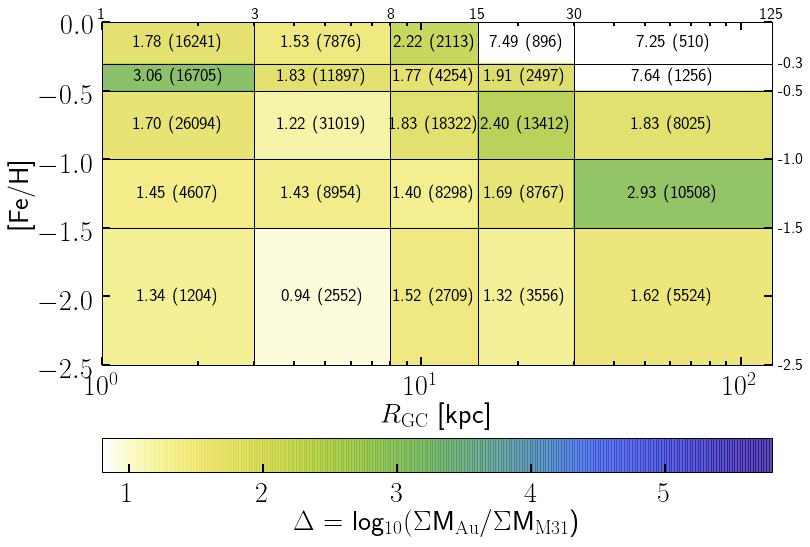 1 3 8 15 30 125
0.0 1.78 (16241) 1.53 (7876) 2.22 (2113) 7.49 (896) 7.25 (510)
-0.3
3.06 (16705) 1.83 (11897) 1.77 (4254) 1.91 (2497) 7.64 (1256)
−0.5 -0.5
1.70 (26094) 1.22 (31019) 1.83 (18322) 2.40 (13412) 1.83 (8025)
−1.0 -1.0
1.45 (4607) 1.43 (8954) 1.40 (8298) 1.69 (8767) 2.93 (10508)
−1.5 -1.5
[Fe/H]
−2.0 1.34 (1204) 0.94 (2552) 1.52 (2709) 1.32 (3556) 1.62 (5524)
−2.5 -2.5
10⁰ 10¹ 10²
R_GC [kpc]
1 2 3 4 5
Δ = log₁₀(ΣM_Au/ΣM_M31)